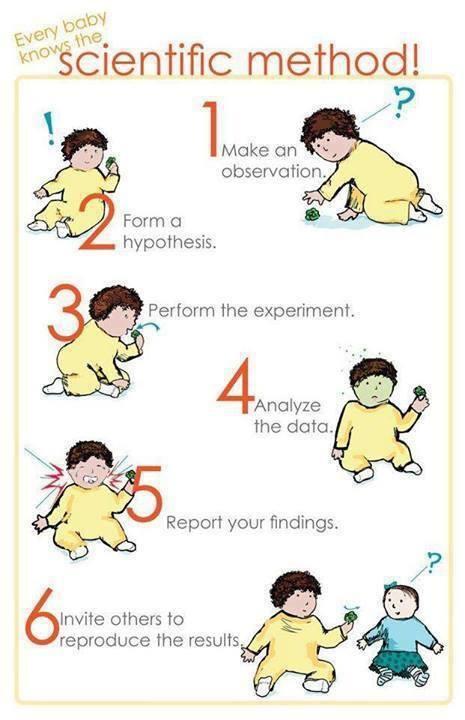 Every baby
knows the
scientific method!
?
1
Make an
observation.
!
2
Form a
hypothesis.
3
Perform the experiment.
4
Analyze
the data.
5
Report your findings.
6
Invite others to
reproduce the results.
?